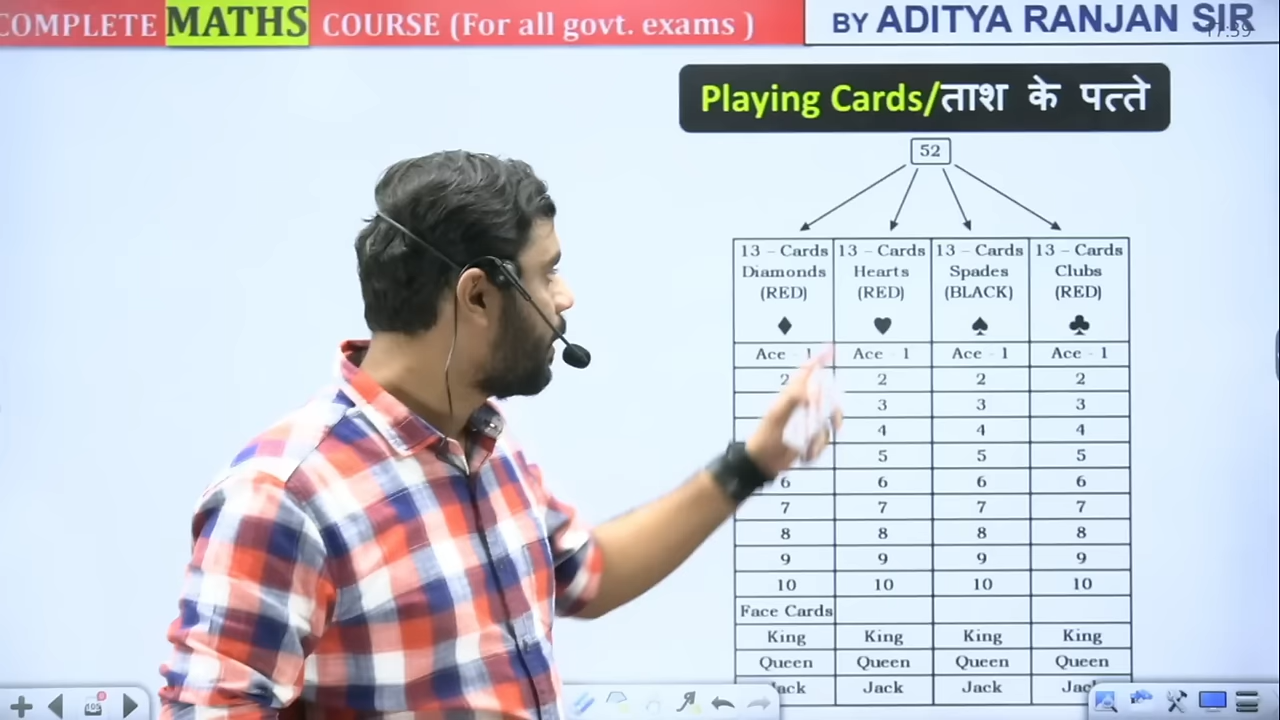 COMPLETE MATHS COURSE (For all govt. exams )
BY ADITYA RANJAN SIR
17:59
Playing Cards/ताश के पत्ते
52
13 – Cards Diamonds (RED) 13 – Cards Hearts (RED) 13 – Cards Spades (BLACK) 13 – Cards Clubs (RED)
Ace - 1 Ace - 1 Ace - 1 Ace - 1
2 2 2 2
3 3 3
4 4 4
5 5 5
6 6 6 6
7 7 7 7
8 8 8 8
9 9 9 9
10 10 10 10
Face Cards
King King King King
Queen Queen Queen Queen
Jack Jack Jack Jack